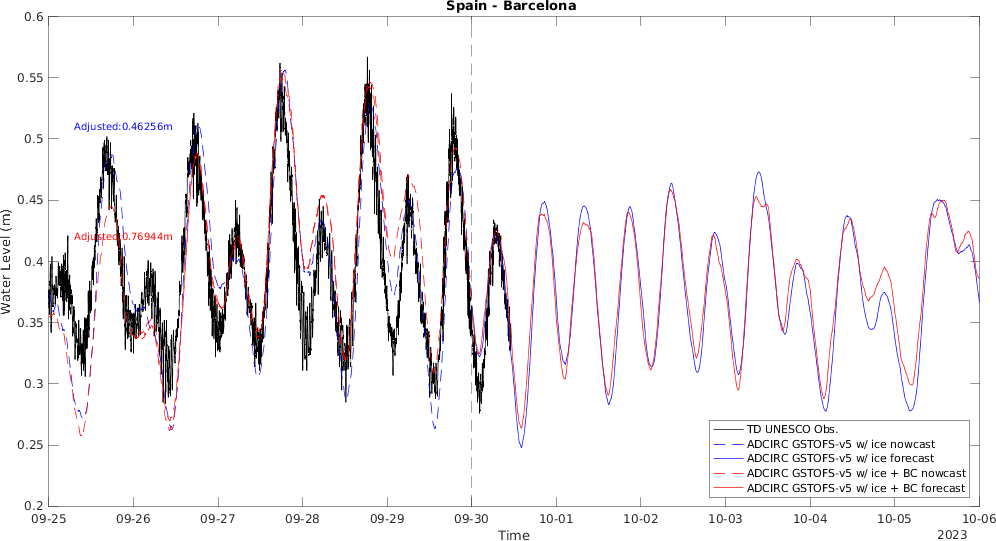 Spain - Barcelona
0.6
0.55
0.5
0.45
0.4
0.35
0.3
0.25
0.2
Water Level (m)
Adjusted:0.46256m
Adjusted:0.76944m
TD UNESCO Obs.
ADCIRC GSTOFS-v5 w/ ice nowcast
ADCIRC GSTOFS-v5 w/ ice forecast
ADCIRC GSTOFS-v5 w/ ice + BC nowcast
ADCIRC GSTOFS-v5 w/ ice + BC forecast
09-25 09-26 09-27 09-28 09-29 09-30 10-01 10-02 10-03 10-04 10-05 10-06
Time
2023